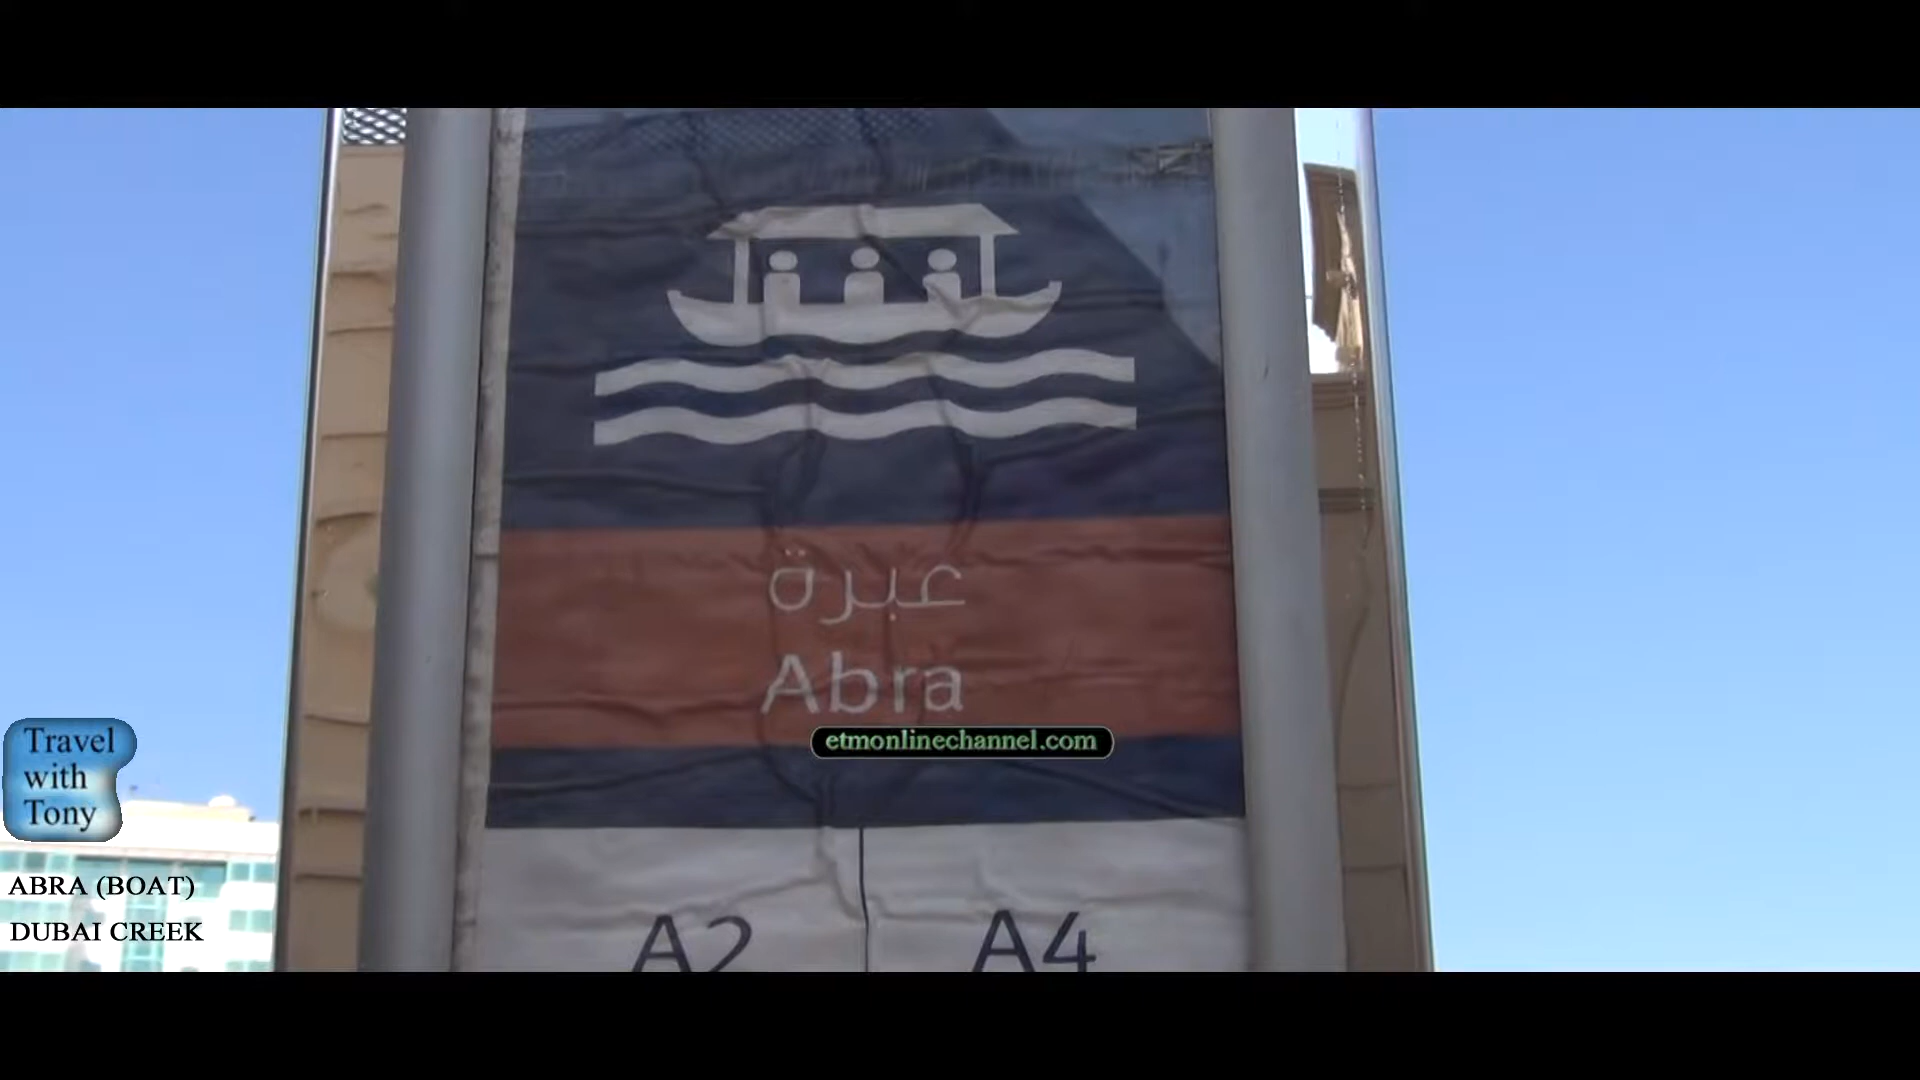 عبرة
Abra
etmonlinechannel.com
Travel
with
Tony
ABRA (BOAT)
DUBAI CREEK
A2
A4